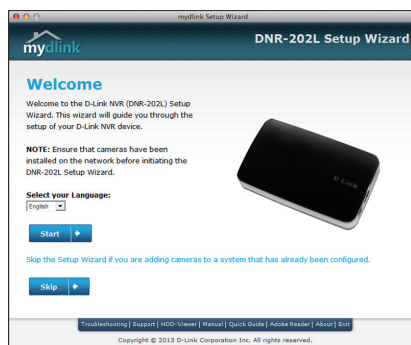 mydlink Setup Wizard
mydlink
DNR-202L Setup Wizard
Welcome
Welcome to the D-Link NVR (DNR-202L) Setup
Wizard. This wizard will guide you through the
setup of your D-Link NVR device.
NOTE: Ensure that cameras have been
installed on the network before initiating the
DNR-202L Setup Wizard.
D-Link
Select your Language:
English
Start
Skip the Setup Wizard if you are adding cameras to a system that has already been configured.
Skip
Troubleshooting | Support | HDD-Viewer | Manual | Quick Guide | Adobe Reader | About | Exit
Copyright © 2013 D-Link Corporation Inc. All rights reserved.